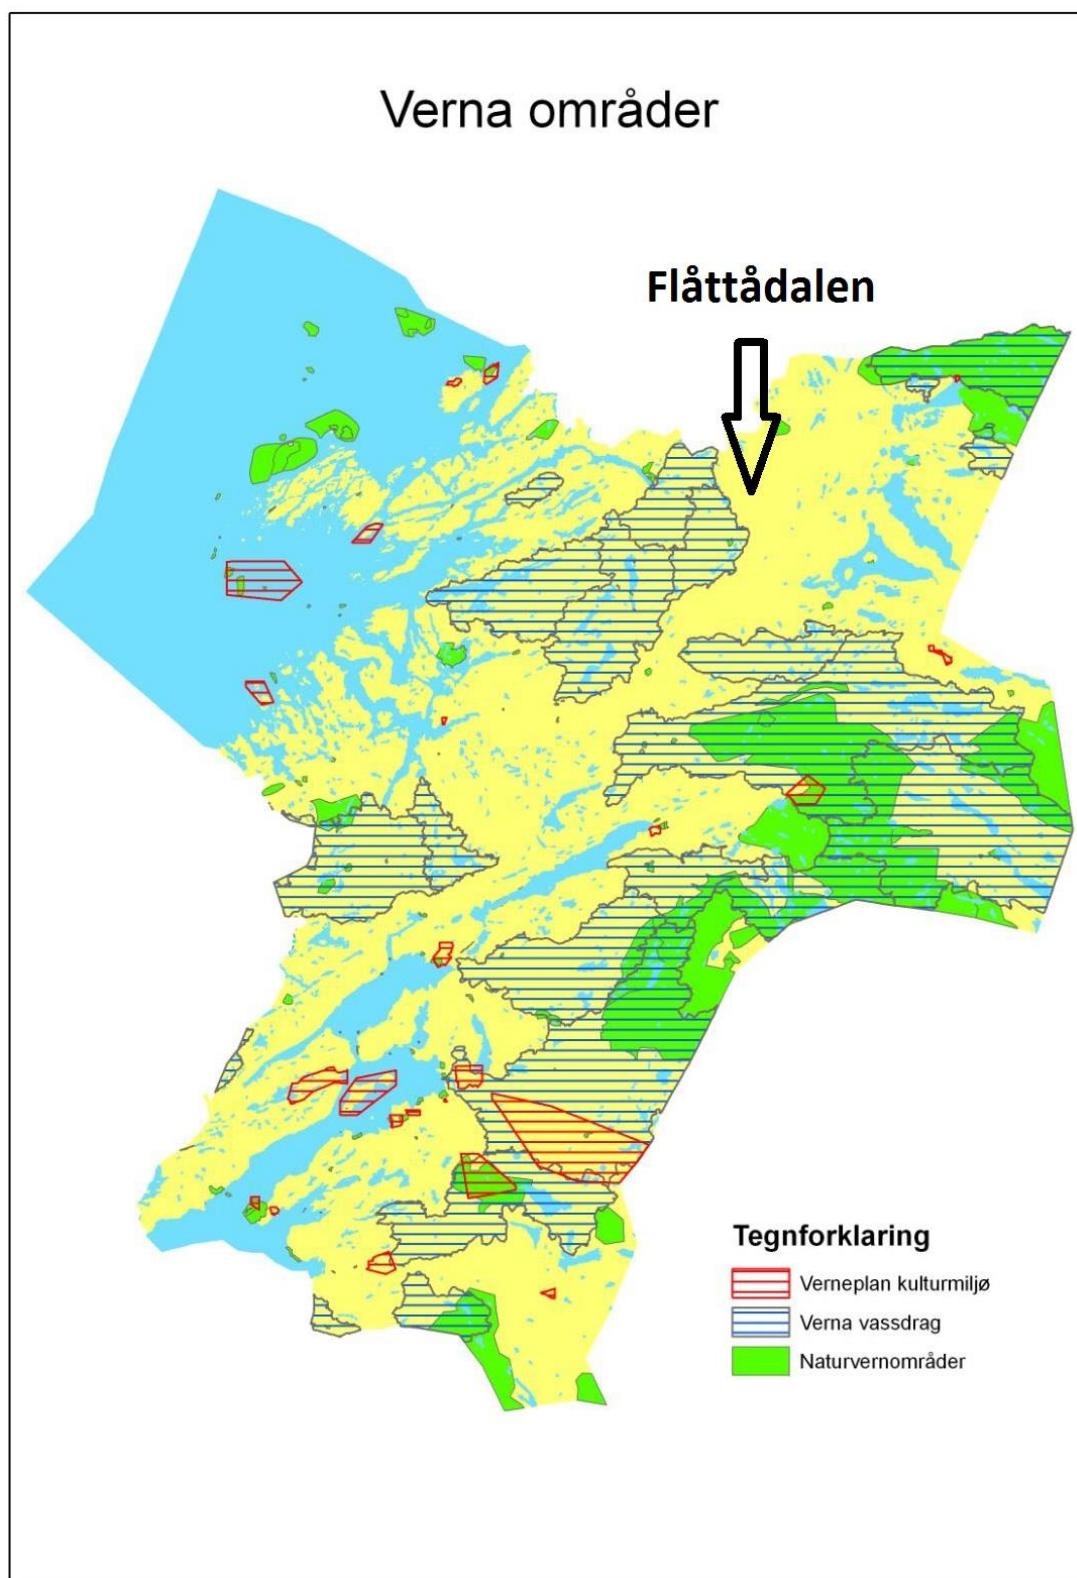 Verna områder
Flåttådalen
Tegnforklaring
Verneplan kulturmiljø
Verna vassdrag
Naturvernområder